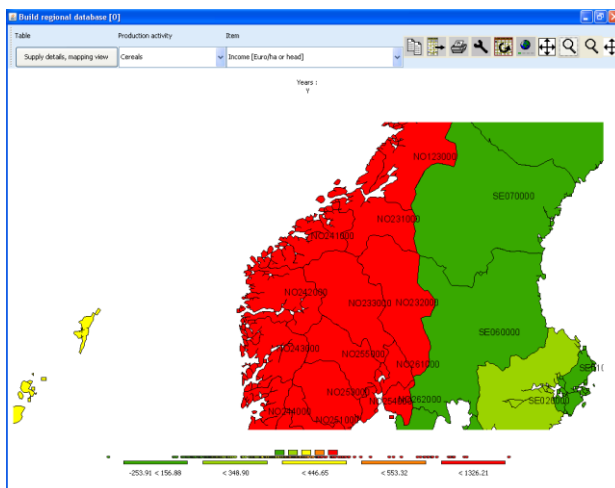 Build regional database [0]
Table Production activity Item
Supply details, mapping view Cereals Income [Euro/ha or head]
Years :
Y
NO123000
SE070000
NO231000
NO241000
NO242000
NO233000 NO232000
SE060000
NO243000
NO255000
NO261000
NO253000
SE020000
NO244000
NO251000
-253.91 < 156.88 < 348.90 < 446.65 < 553.32 < 1326.21